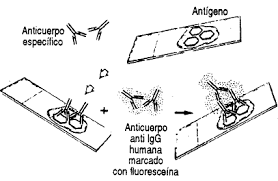 Antígeno
Anticuerpo
específico
+
Anticuerpo
anti IgG
humana
marcado
con fluoresceína